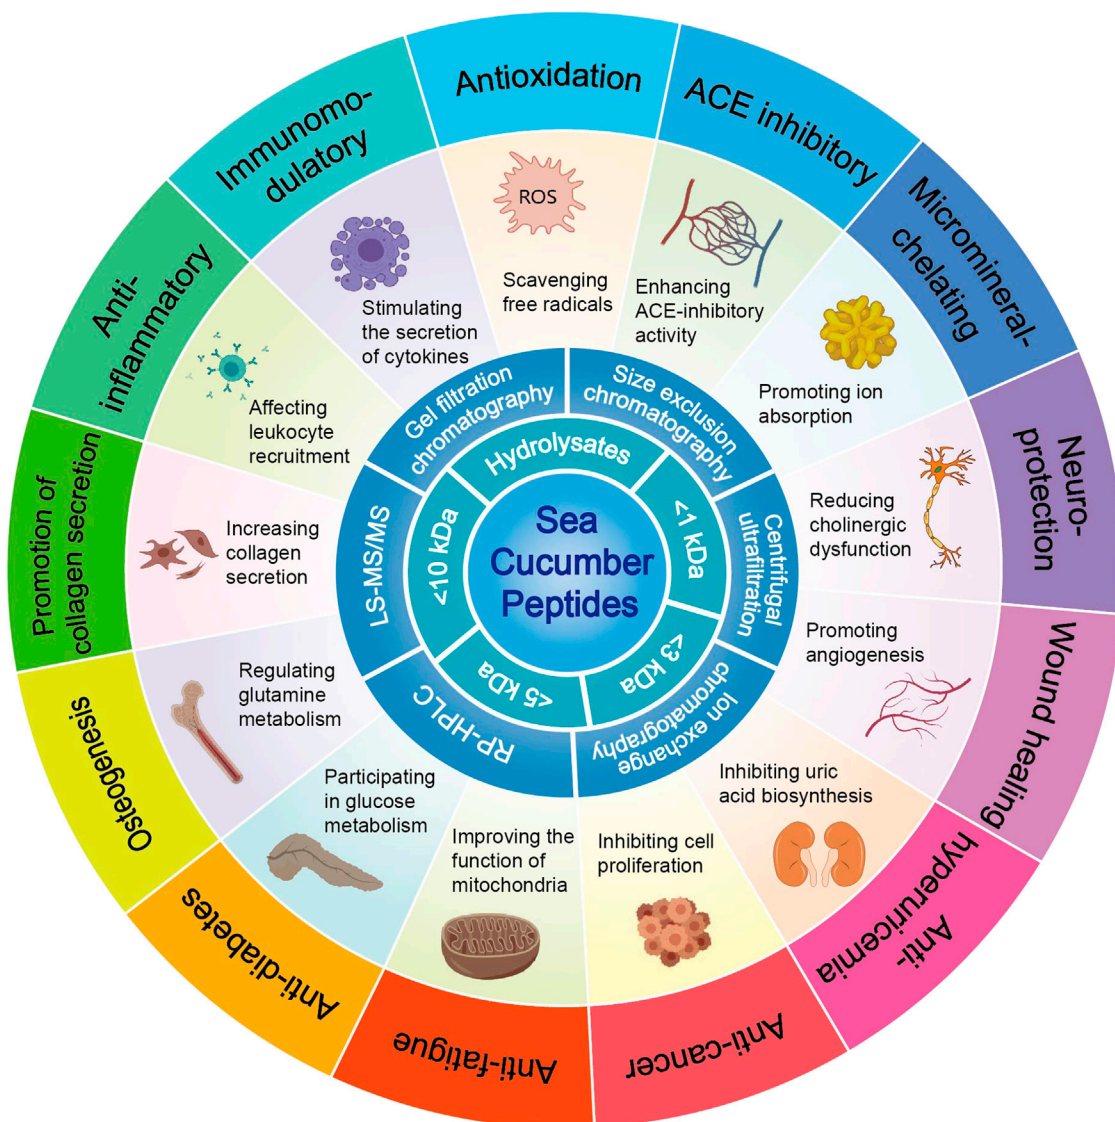 Antioxidation
ACE inhibitory
Micromineral-
chelating
Neuro-
protection
Wound healing
Anti-
hyperuricemia
Anti-cancer
Anti-fatigue
Anti-diabetes
Osteogenesis
Promotion of
collagen secretion
Anti-
inflammatory
Immunomo-
dulatory
ROS
Scavenging
free radicals
Enhancing
ACE-inhibitory
activity
Promoting ion
absorption
Reducing
cholinergic
dysfunction
Promoting
angiogenesis
Inhibiting uric
acid biosynthesis
Inhibiting cell
proliferation
Improving the
function of
mitochondria
Participating
in glucose
metabolism
Regulating
glutamine
metabolism
Increasing
collagen
secretion
Affecting
leukocyte
recruitment
Stimulating
the secretion
of cytokines
Gel filtration
chromatography
Size exclusion
chromatography
Centrifugal
ultrafiltration
Ion exchange
chromatography
RP-HPLC
LS-MS/MS
Hydrolysates
<1 kDa
<3 kDa
<5 kDa
<10 kDa
Sea
Cucumber
Peptides